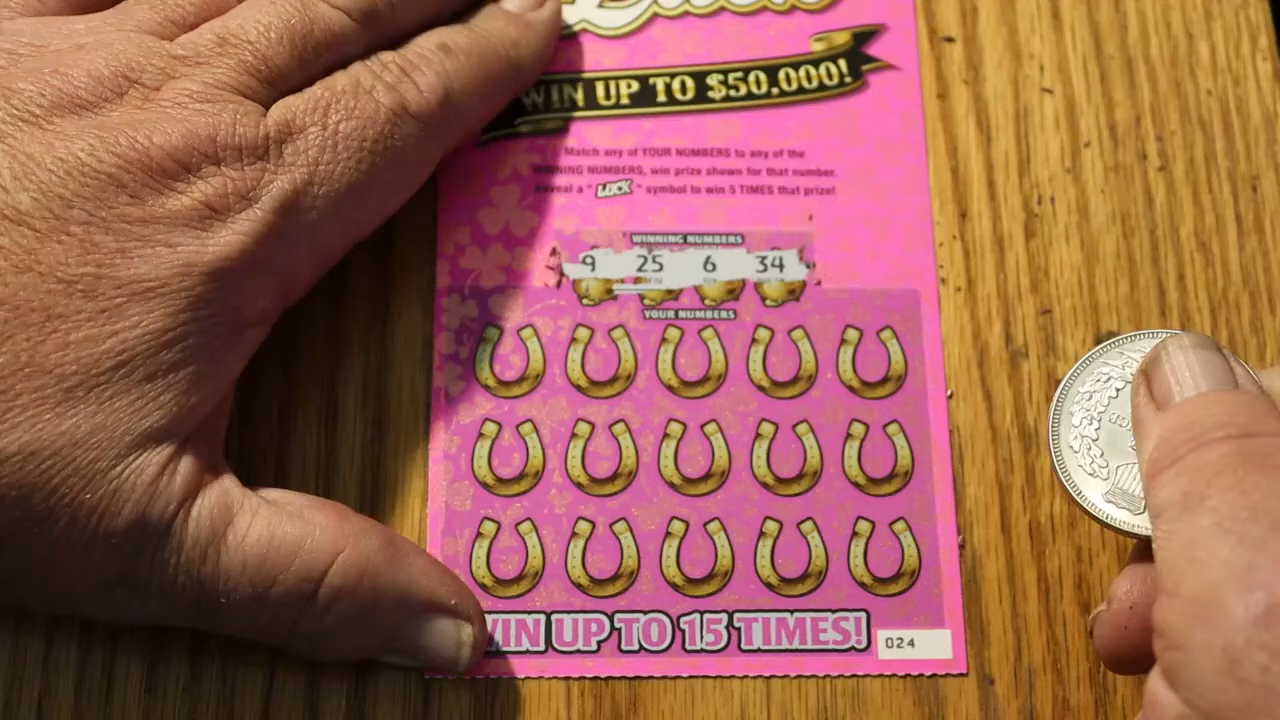 WIN UP TO $50,000!
Match any of YOUR NUMBERS to any of the
WINNING NUMBERS, win prize shown for that number.
Reveal a "LUCK" symbol to win 5 TIMES that prize!
WINNING NUMBERS
9 25 6 34
YOUR NUMBERS
WIN UP TO 15 TIMES!
024